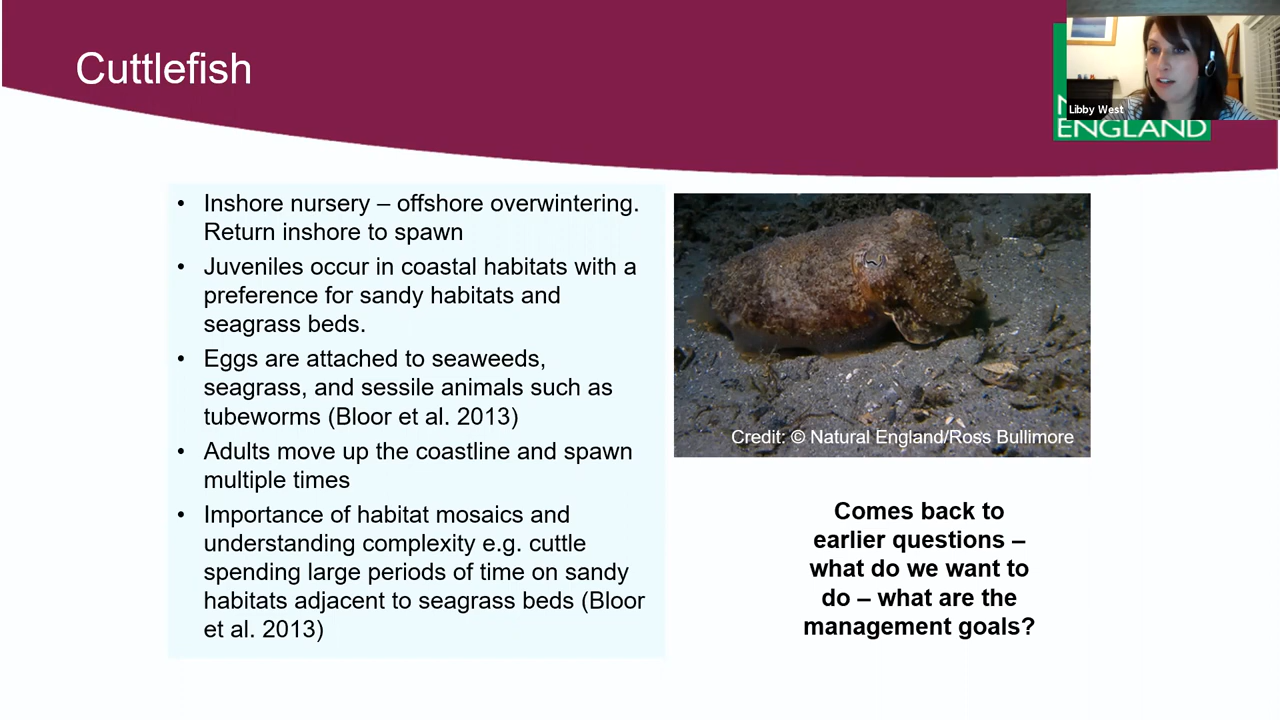 Cuttlefish
Libby West
ENGLAND
• Inshore nursery – offshore overwintering.
Return inshore to spawn
• Juveniles occur in coastal habitats with a
preference for sandy habitats and
seagrass beds.
• Eggs are attached to seaweeds,
seagrass, and sessile animals such as
tubeworms (Bloor et al. 2013)
• Adults move up the coastline and spawn
multiple times
• Importance of habitat mosaics and
understanding complexity e.g. cuttle
spending large periods of time on sandy
habitats adjacent to seagrass beds (Bloor
et al. 2013)
Credit: © Natural England/Ross Bullimore
Comes back to
earlier questions –
what do we want to
do – what are the
management goals?